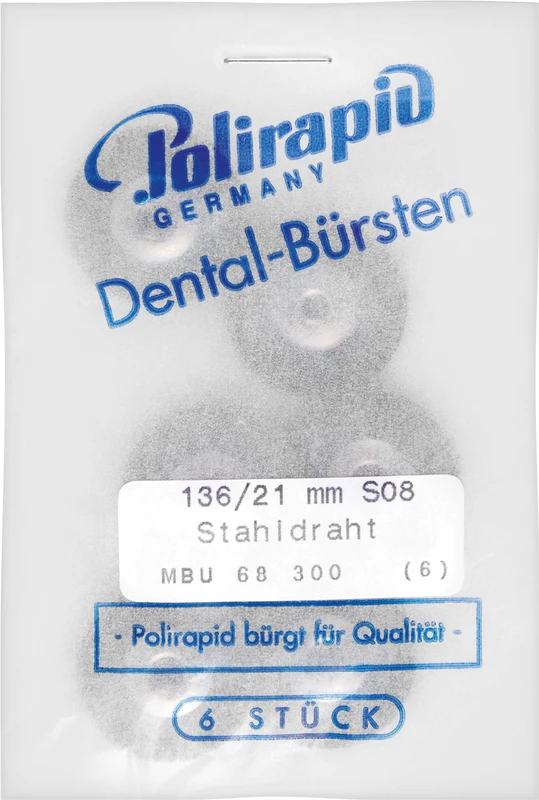 Polirapid
GERMANY
Dental-Bürsten
136/21 mm S08
Stahldraht
MBU 68 300 (6)
- Polirapid bürgt für Qualität -
6 STÜCK